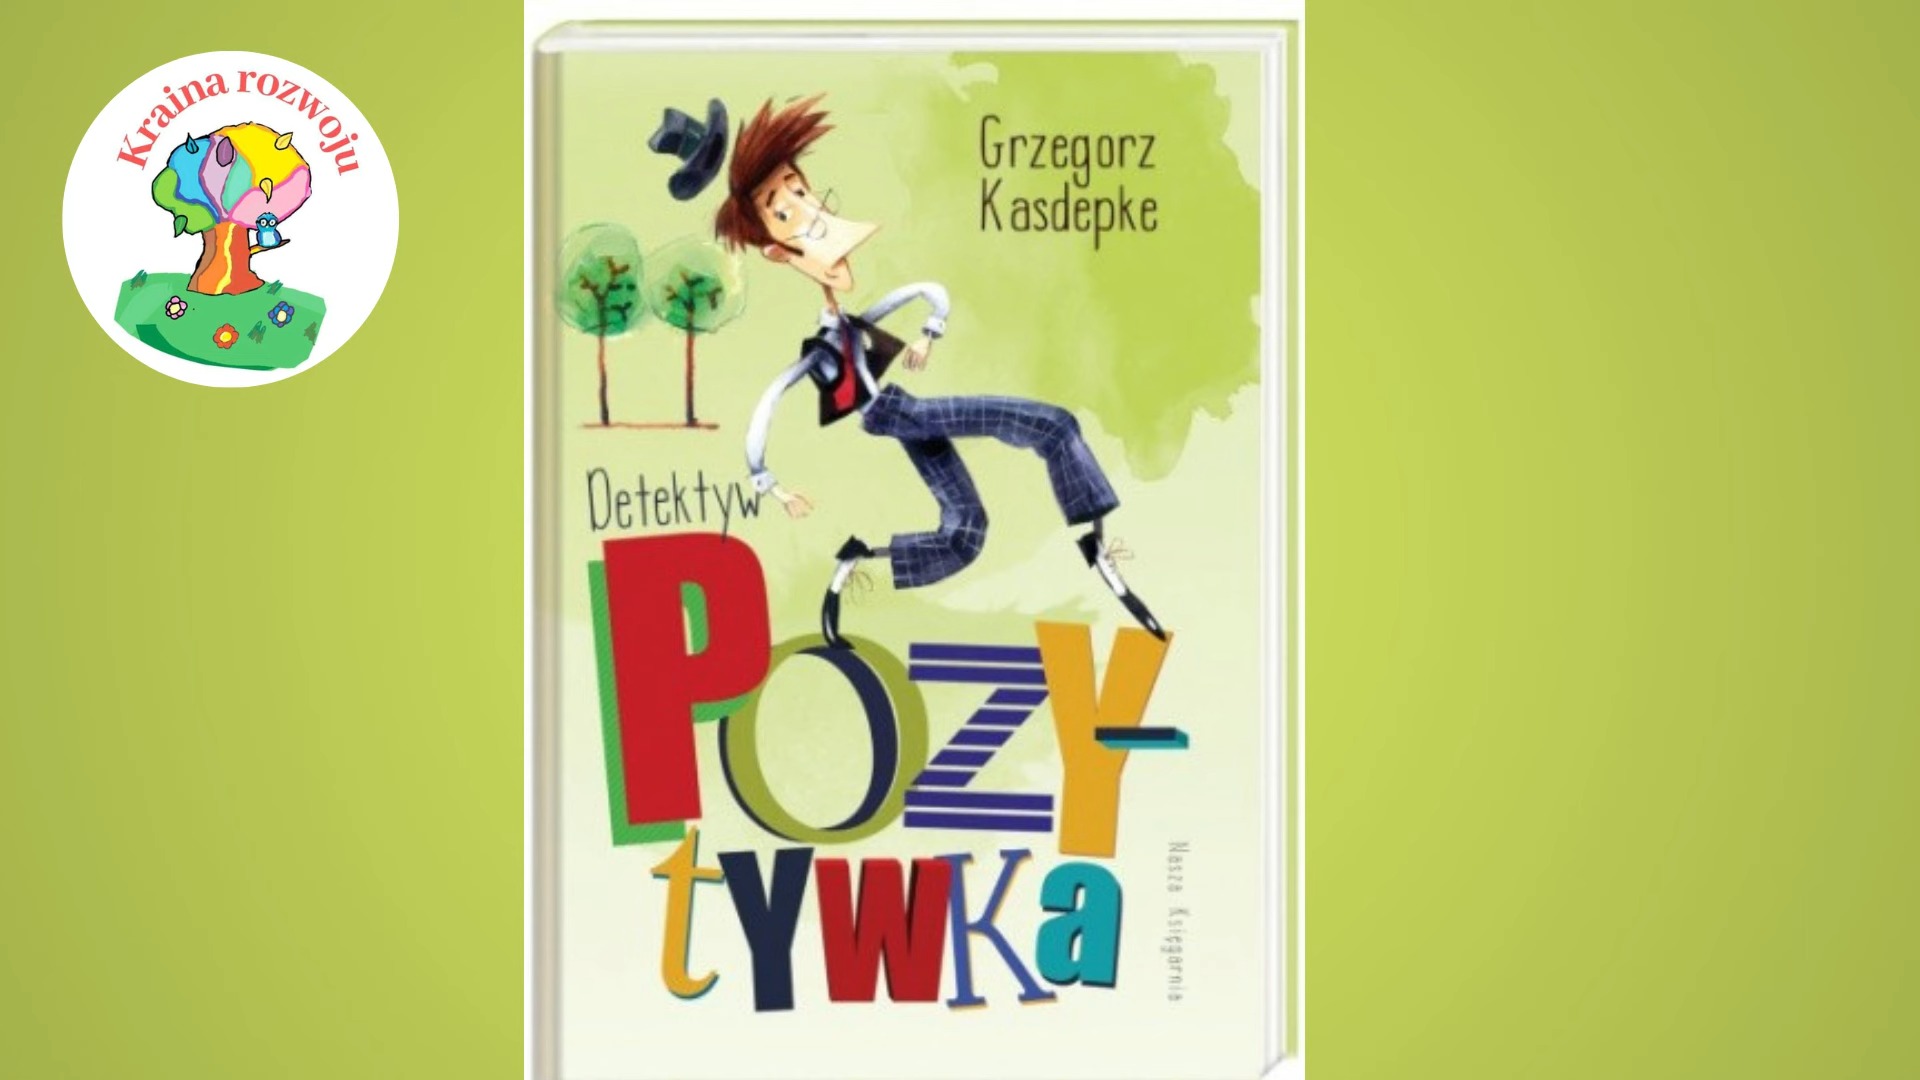 Kraina rozwoju
Grzegorz
Kasdepke
Detektyw
POZY-
tYWKa
Nasza Księgarnia